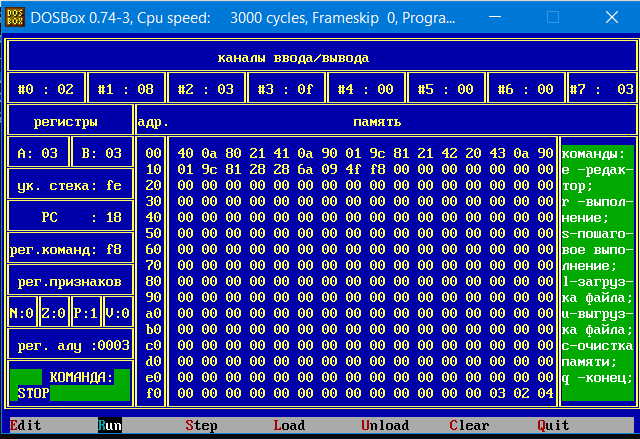 DOSBox 0.74-3, Cpu speed: 3000 cycles, Frameskip 0, Progra...
каналы ввода/вывода
#0 : 02 #1 : 08 #2 : 03 #3 : 0f #4 : 00 #5 : 00 #6 : 00 #7 : 03
регистры адр. память
A: 03 B: 03
ук. стека: fe
PC : 18
рег.команд: f8
рег.признаков
N:0 Z:0 P:1 V:0
рег. алу :0003
КОМАНДА:
STOP
00 40 0a 80 21 41 0a 90 01 9c 81 21 42 20 43 0a 90
10 01 9c 81 28 28 6a 09 4f f8 00 00 00 00 00 00 00
20 00 00 00 00 00 00 00 00 00 00 00 00 00 00 00 00
30 00 00 00 00 00 00 00 00 00 00 00 00 00 00 00 00
40 00 00 00 00 00 00 00 00 00 00 00 00 00 00 00 00
50 00 00 00 00 00 00 00 00 00 00 00 00 00 00 00 00
60 00 00 00 00 00 00 00 00 00 00 00 00 00 00 00 00
70 00 00 00 00 00 00 00 00 00 00 00 00 00 00 00 00
80 00 00 00 00 00 00 00 00 00 00 00 00 00 00 00 00
90 00 00 00 00 00 00 00 00 00 00 00 00 00 00 00 00
a0 00 00 00 00 00 00 00 00 00 00 00 00 00 00 00 00
b0 00 00 00 00 00 00 00 00 00 00 00 00 00 00 00 00
c0 00 00 00 00 00 00 00 00 00 00 00 00 00 00 00 00
d0 00 00 00 00 00 00 00 00 00 00 00 00 00 00 00 00
e0 00 00 00 00 00 00 00 00 00 00 00 00 00 00 00 00
f0 00 00 00 00 00 00 00 00 00 00 00 00 00 03 02 04
команды:
e -редак-
тор;
r -выпол-
нение;
s-пошаго-
вое выпо-
лнение;
l-загруз-
ка файла;
u-выгруз-
ка файла;
c-очистка
памяти;
q -конец;
Edit Run Step Load Unload Clear Quit